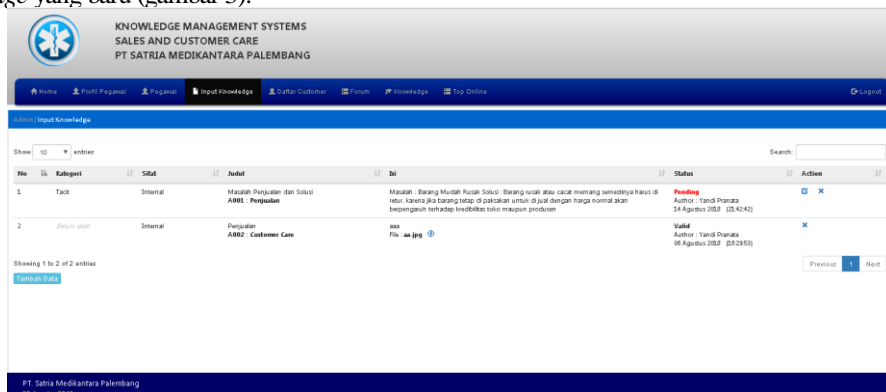 yang baru (gambar 3).
KNOWLEDGE MANAGEMENT SYSTEMS
SALES AND CUSTOMER CARE
PT SATRIA MEDIKANTARA PALEMBANG
Home Profil Pegawai Pegawai Input Knowledge Daftar Customer Forum Knowledge Top Online Logout
Admin / Input Knowledge
Show 10 entries Search:
No Kategori Sifat Judul Isi Status Action
1 Tacit Internal Masalah Penjualan dan Solusi Masalah : Barang Mudah Rusak Solusi : Barang rusak atau cacat memang semestinya harus di Pending
A001 : Penjualan retur. karena jika barang tetap di paksakan untuk di jual dengan harga normal akan Author : Yandi Pranata
berpengaruh terhadap kredibilitas toko maupun produsen 14 Agustus 2018 (21:42:42)
2 Internal Penjualan aaa Valid
A002 : Customer Care File : aa.jpg Author : Yandi Pranata
06 Agustus 2018 (18:29:53)
Showing 1 to 2 of 2 entries Previous 1 Next
Tambah Data
PT. Satria Medikantara Palembang